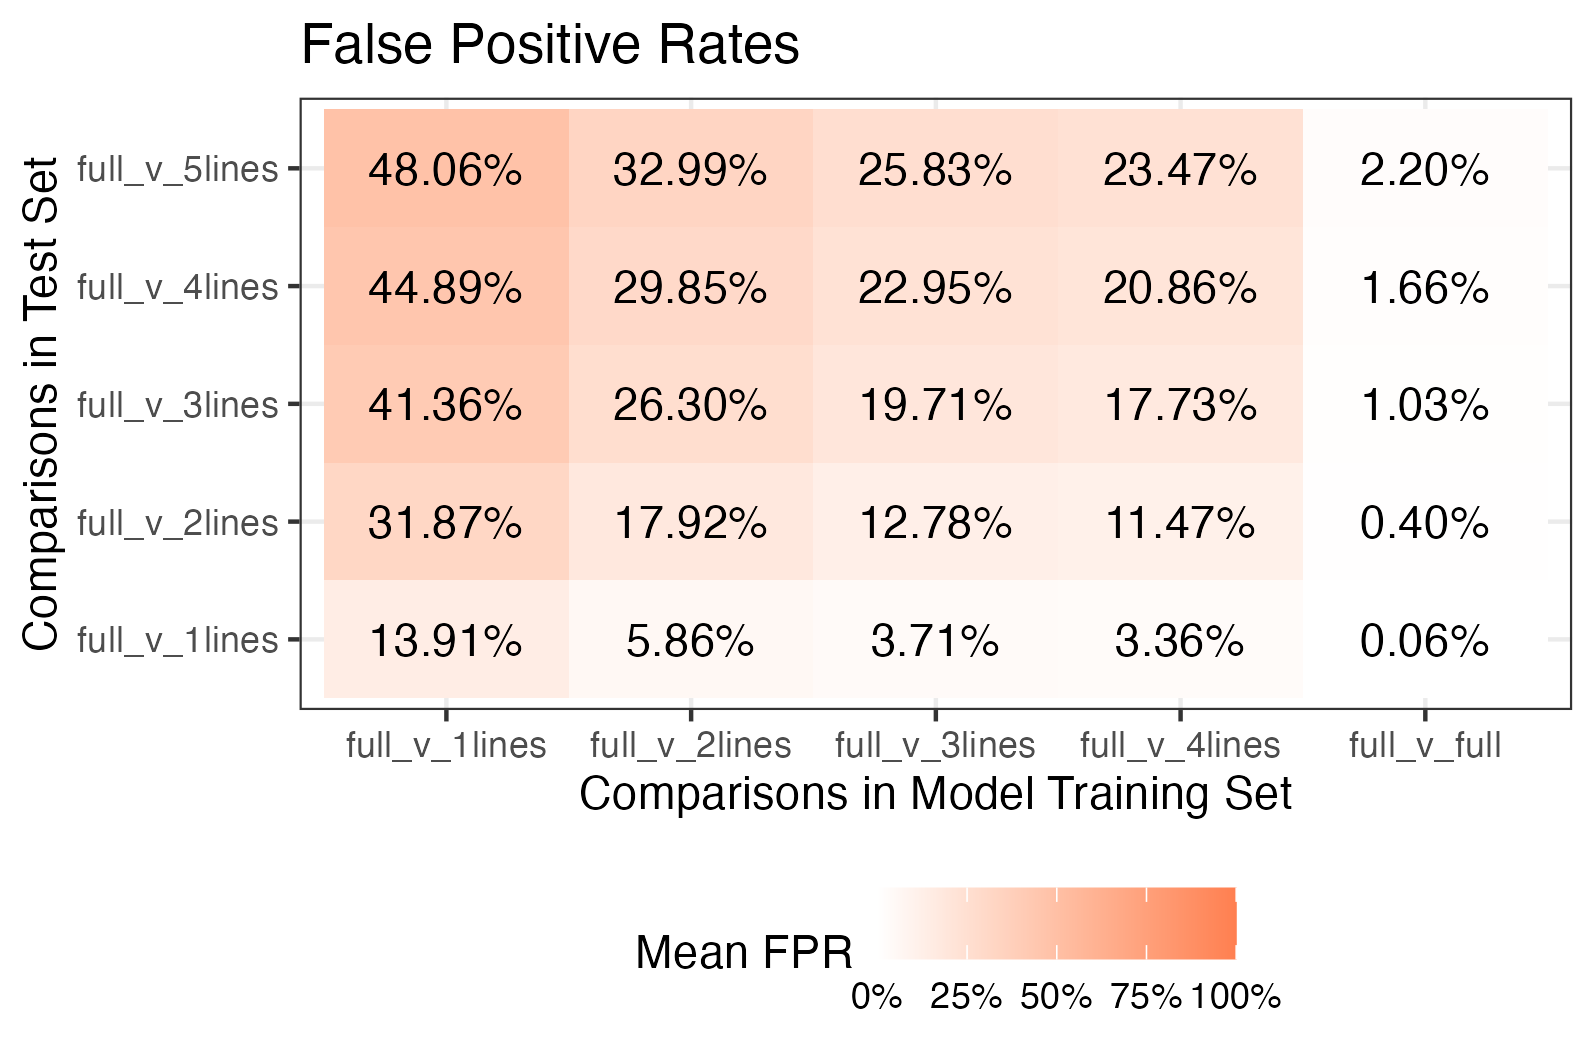 False Positive Rates
Comparisons in Test Set
full_v_5lines 48.06% 32.99% 25.83% 23.47% 2.20%
full_v_4lines 44.89% 29.85% 22.95% 20.86% 1.66%
full_v_3lines 41.36% 26.30% 19.71% 17.73% 1.03%
full_v_2lines 31.87% 17.92% 12.78% 11.47% 0.40%
full_v_1lines 13.91% 5.86% 3.71% 3.36% 0.06%
full_v_1lines full_v_2lines full_v_3lines full_v_4lines full_v_full
Comparisons in Model Training Set
Mean FPR
0% 25% 50% 75% 100%